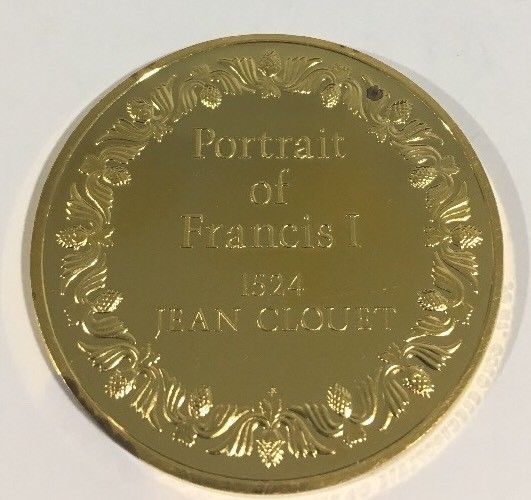 Portrait
of
Francis I
1524
JEAN CLOUET